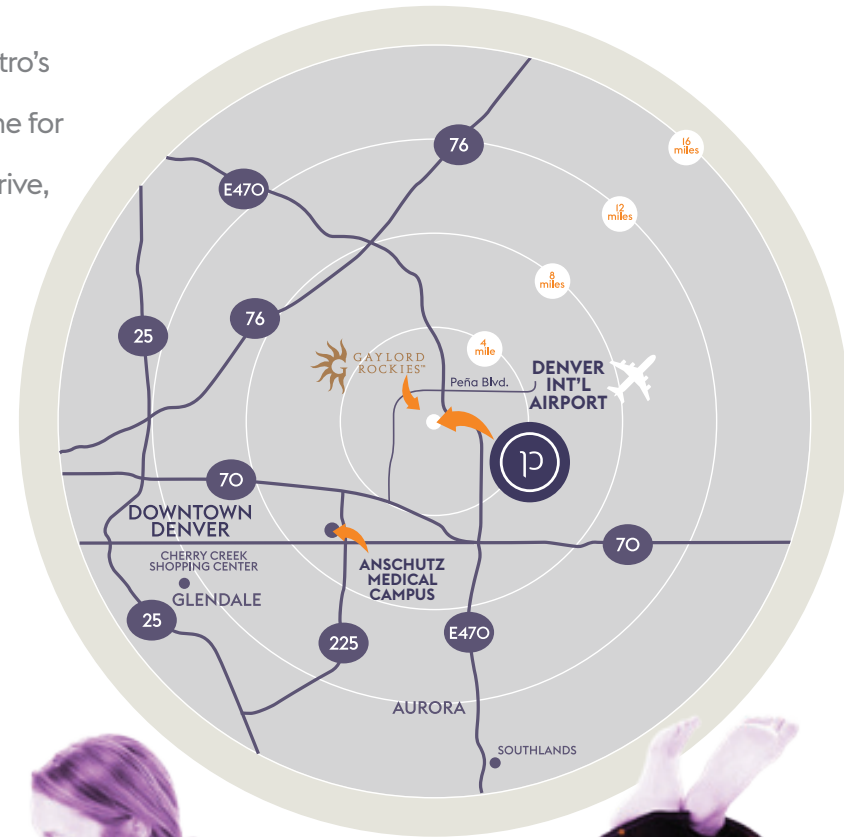 tro's
ne for
rive,
16
miles
12
miles
8
miles
4
mile
76
E470
25
76
GAYLORD
ROCKIES™
Peña Blvd.
DENVER
INT'L
AIRPORT
p
70
DOWNTOWN
DENVER
CHERRY CREEK
SHOPPING CENTER
GLENDALE
ANSCHUTZ
MEDICAL
CAMPUS
70
25
225
E470
AURORA
SOUTHLANDS